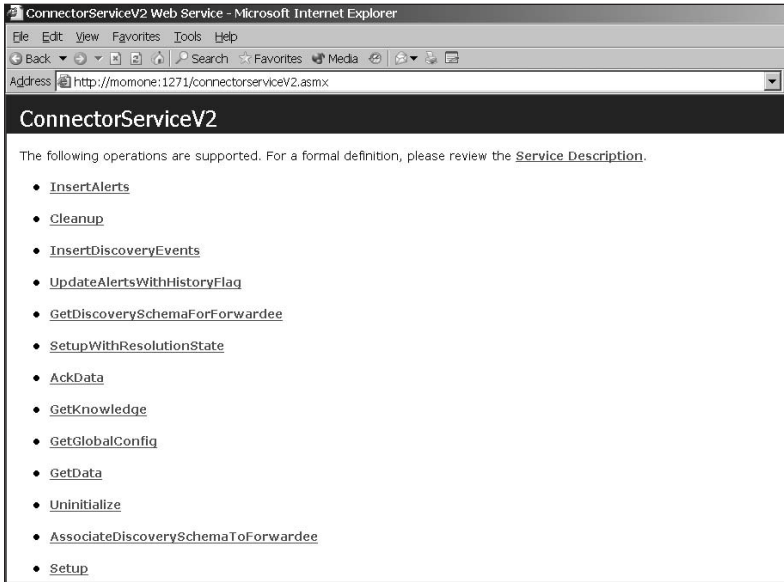 ConnectorServiceV2 Web Service - Microsoft Internet Explorer
File Edit View Favorites Tools Help
Back Search Favorites Media
Address http://momone:1271/connectorserviceV2.asmx
ConnectorServiceV2
The following operations are supported. For a formal definition, please review the Service Description.
InsertAlerts
Cleanup
InsertDiscoveryEvents
UpdateAlertsWithHistoryFlag
GetDiscoverySchemaForForwardee
SetupWithResolutionState
AckData
GetKnowledge
GetGlobalConfig
GetData
Uninitialize
AssociateDiscoverySchemaToForwardee
Setup